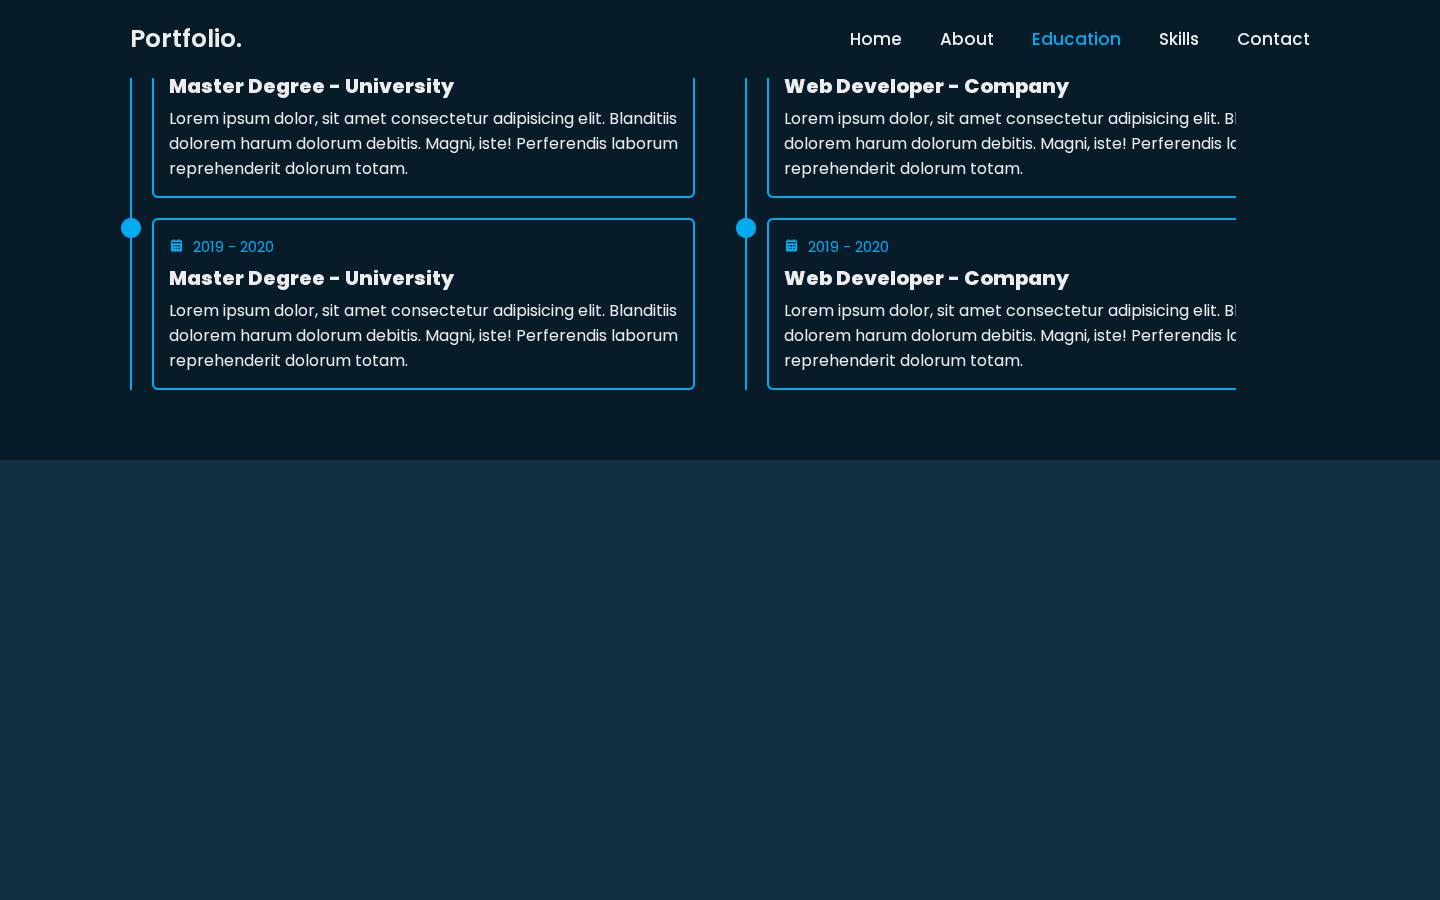 Portfolio.
Home About Education Skills Contact
Master Degree - University
Lorem ipsum dolor, sit amet consectetur adipisicing elit. Blanditiis
dolorem harum dolorum debitis. Magni, iste! Perferendis laborum
reprehenderit dolorum totam.
2019 - 2020
Master Degree - University
Lorem ipsum dolor, sit amet consectetur adipisicing elit. Blanditiis
dolorem harum dolorum debitis. Magni, iste! Perferendis laborum
reprehenderit dolorum totam.
Web Developer - Company
Lorem ipsum dolor, sit amet consectetur adipisicing elit.
dolorem harum dolorum debitis. Magni, iste! Perferendis
reprehenderit dolorum totam.
2019 - 2020
Web Developer - Company
Lorem ipsum dolor, sit amet consectetur adipisicing elit.
dolorem harum dolorum debitis. Magni, iste! Perferendis
reprehenderit dolorum totam.